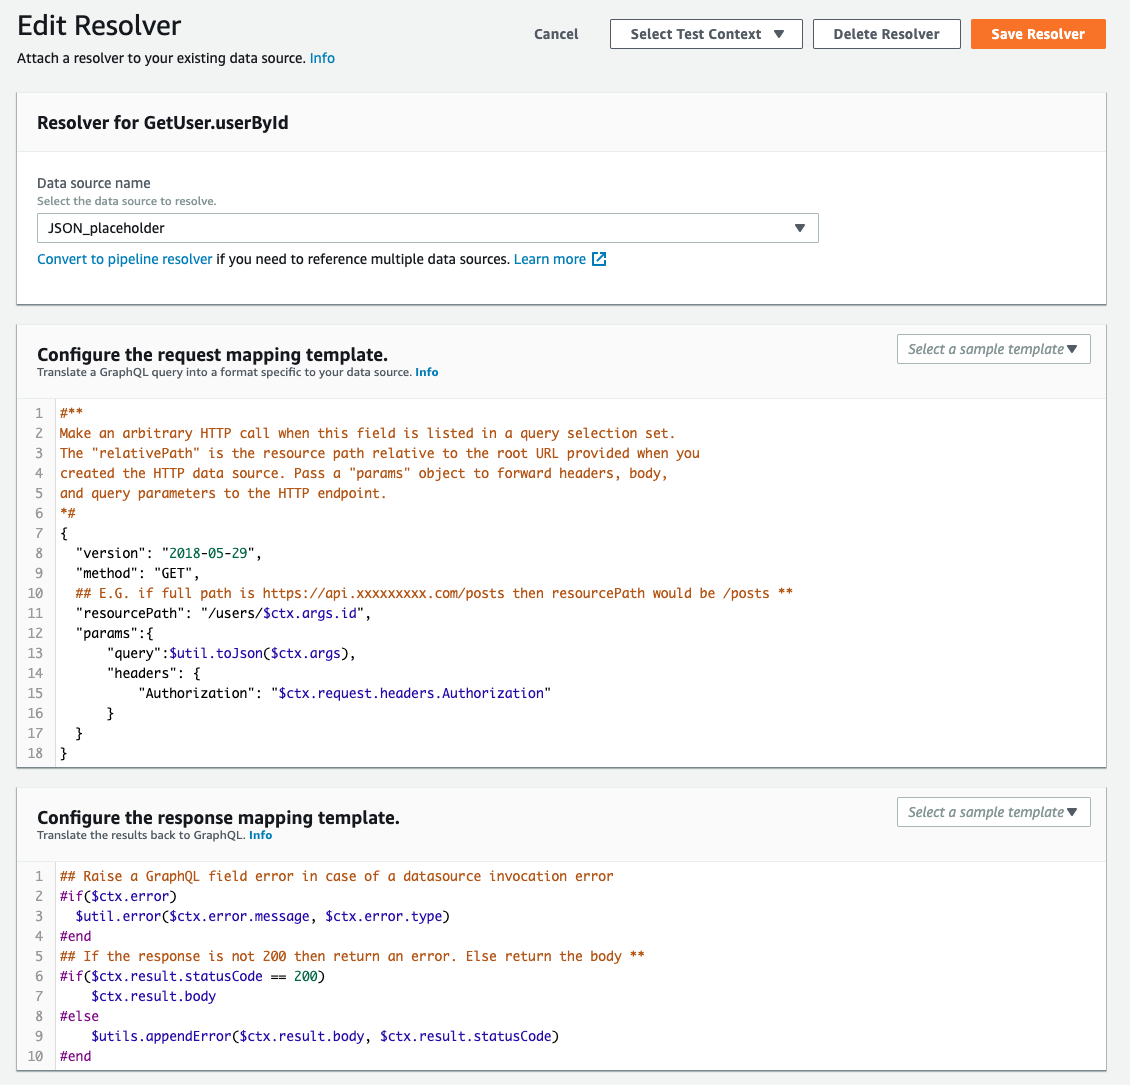 Edit Resolver
Cancel
Select Test Context
Delete Resolver
Save Resolver
Attach a resolver to your existing data source. Info
Resolver for GetUser.userById
Data source name
Select the data source to resolve.
JSON_placeholder
Convert to pipeline resolver if you need to reference multiple data sources. Learn more
Configure the request mapping template.
Select a sample template
Translate a GraphQL query into a format specific to your data source. Info
1 #**
2 Make an arbitrary HTTP call when this field is listed in a query selection set.
3 The "relativePath" is the resource path relative to the root URL provided when you
4 created the HTTP data source. Pass a "params" object to forward headers, body,
5 and query parameters to the HTTP endpoint.
6 *#
7 {
8   "version": "2018-05-29",
9   "method": "GET",
10   ## E.G. if full path is https://api.xxxxxxxxx.com/posts then resourcePath would be /posts **
11   "resourcePath": "/users/$ctx.args.id",
12   "params":{
13       "query":$util.toJson($ctx.args),
14       "headers": {
15           "Authorization": "$ctx.request.headers.Authorization"
16       }
17   }
18 }
Configure the response mapping template.
Select a sample template
Translate the results back to GraphQL. Info
1 ## Raise a GraphQL field error in case of a datasource invocation error
2 #if($ctx.error)
3   $util.error($ctx.error.message, $ctx.error.type)
4 #end
5 ## If the response is not 200 then return an error. Else return the body **
6 #if($ctx.result.statusCode == 200)
7     $ctx.result.body
8 #else
9     $utils.appendError($ctx.result.body, $ctx.result.statusCode)
10 #end